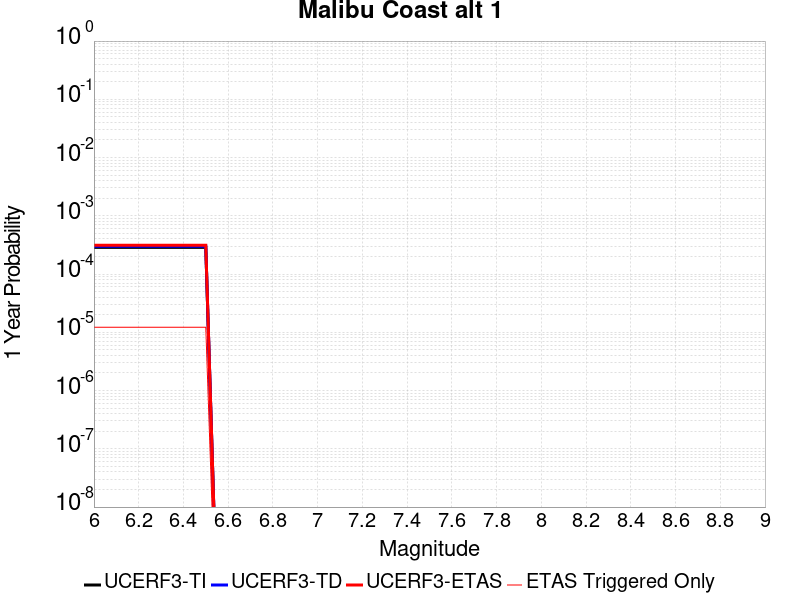 Malibu Coast alt 1
10^0
10^-1
10^-2
10^-3
10^-4
10^-5
10^-6
10^-7
10^-8
1 Year Probability
6 6.2 6.4 6.6 6.8 7 7.2 7.4 7.6 7.8 8 8.2 8.4 8.6 8.8 9
Magnitude
UCERF3-TI UCERF3-TD UCERF3-ETAS ETAS Triggered Only